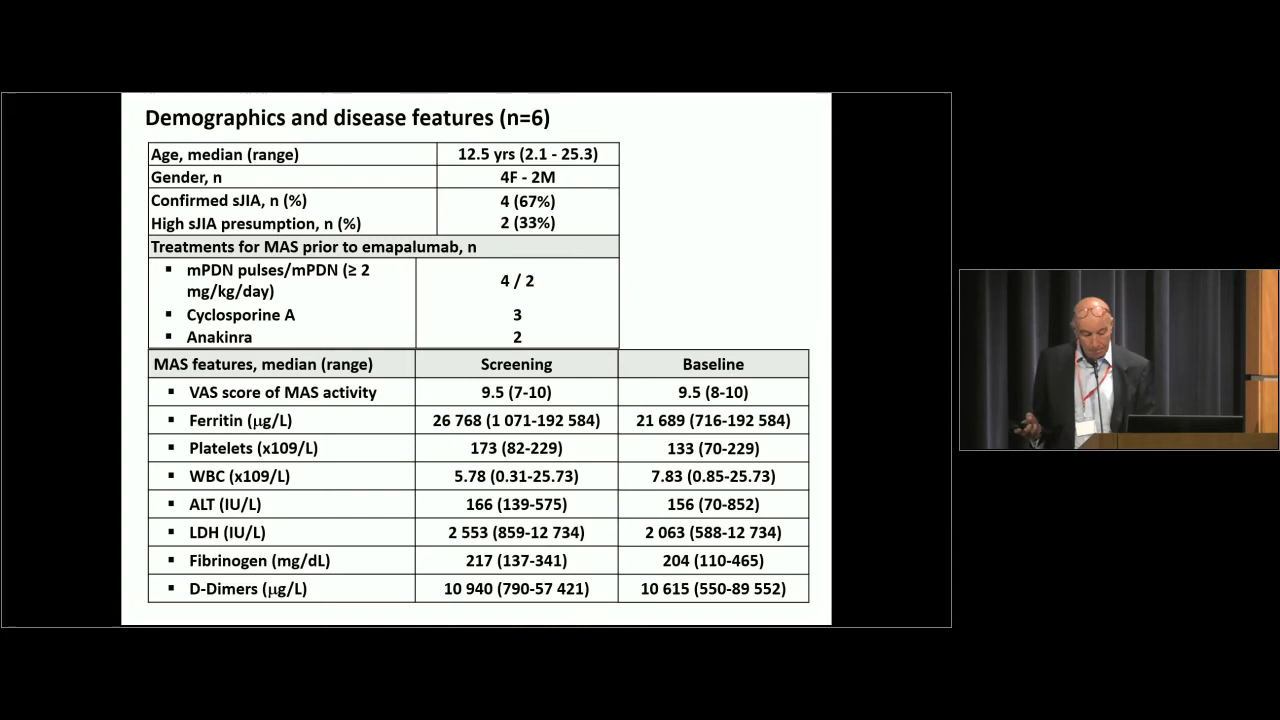 Demographics and disease features (n=6)
Age, median (range) 12.5 yrs (2.1 - 25.3)
Gender, n 4F - 2M
Confirmed sJIA, n (%) 4 (67%)
High sJIA presumption, n (%) 2 (33%)
Treatments for MAS prior to emapalumab, n
▪ mPDN pulses/mPDN (≥ 2 mg/kg/day) 4 / 2
▪ Cyclosporine A 3
▪ Anakinra 2
MAS features, median (range) Screening Baseline
▪ VAS score of MAS activity 9.5 (7-10) 9.5 (8-10)
▪ Ferritin (μg/L) 26 768 (1 071-192 584) 21 689 (716-192 584)
▪ Platelets (x109/L) 173 (82-229) 133 (70-229)
▪ WBC (x109/L) 5.78 (0.31-25.73) 7.83 (0.85-25.73)
▪ ALT (IU/L) 166 (139-575) 156 (70-852)
▪ LDH (IU/L) 2 553 (859-12 734) 2 063 (588-12 734)
▪ Fibrinogen (mg/dL) 217 (137-341) 204 (110-465)
▪ D-Dimers (μg/L) 10 940 (790-57 421) 10 615 (550-89 552)